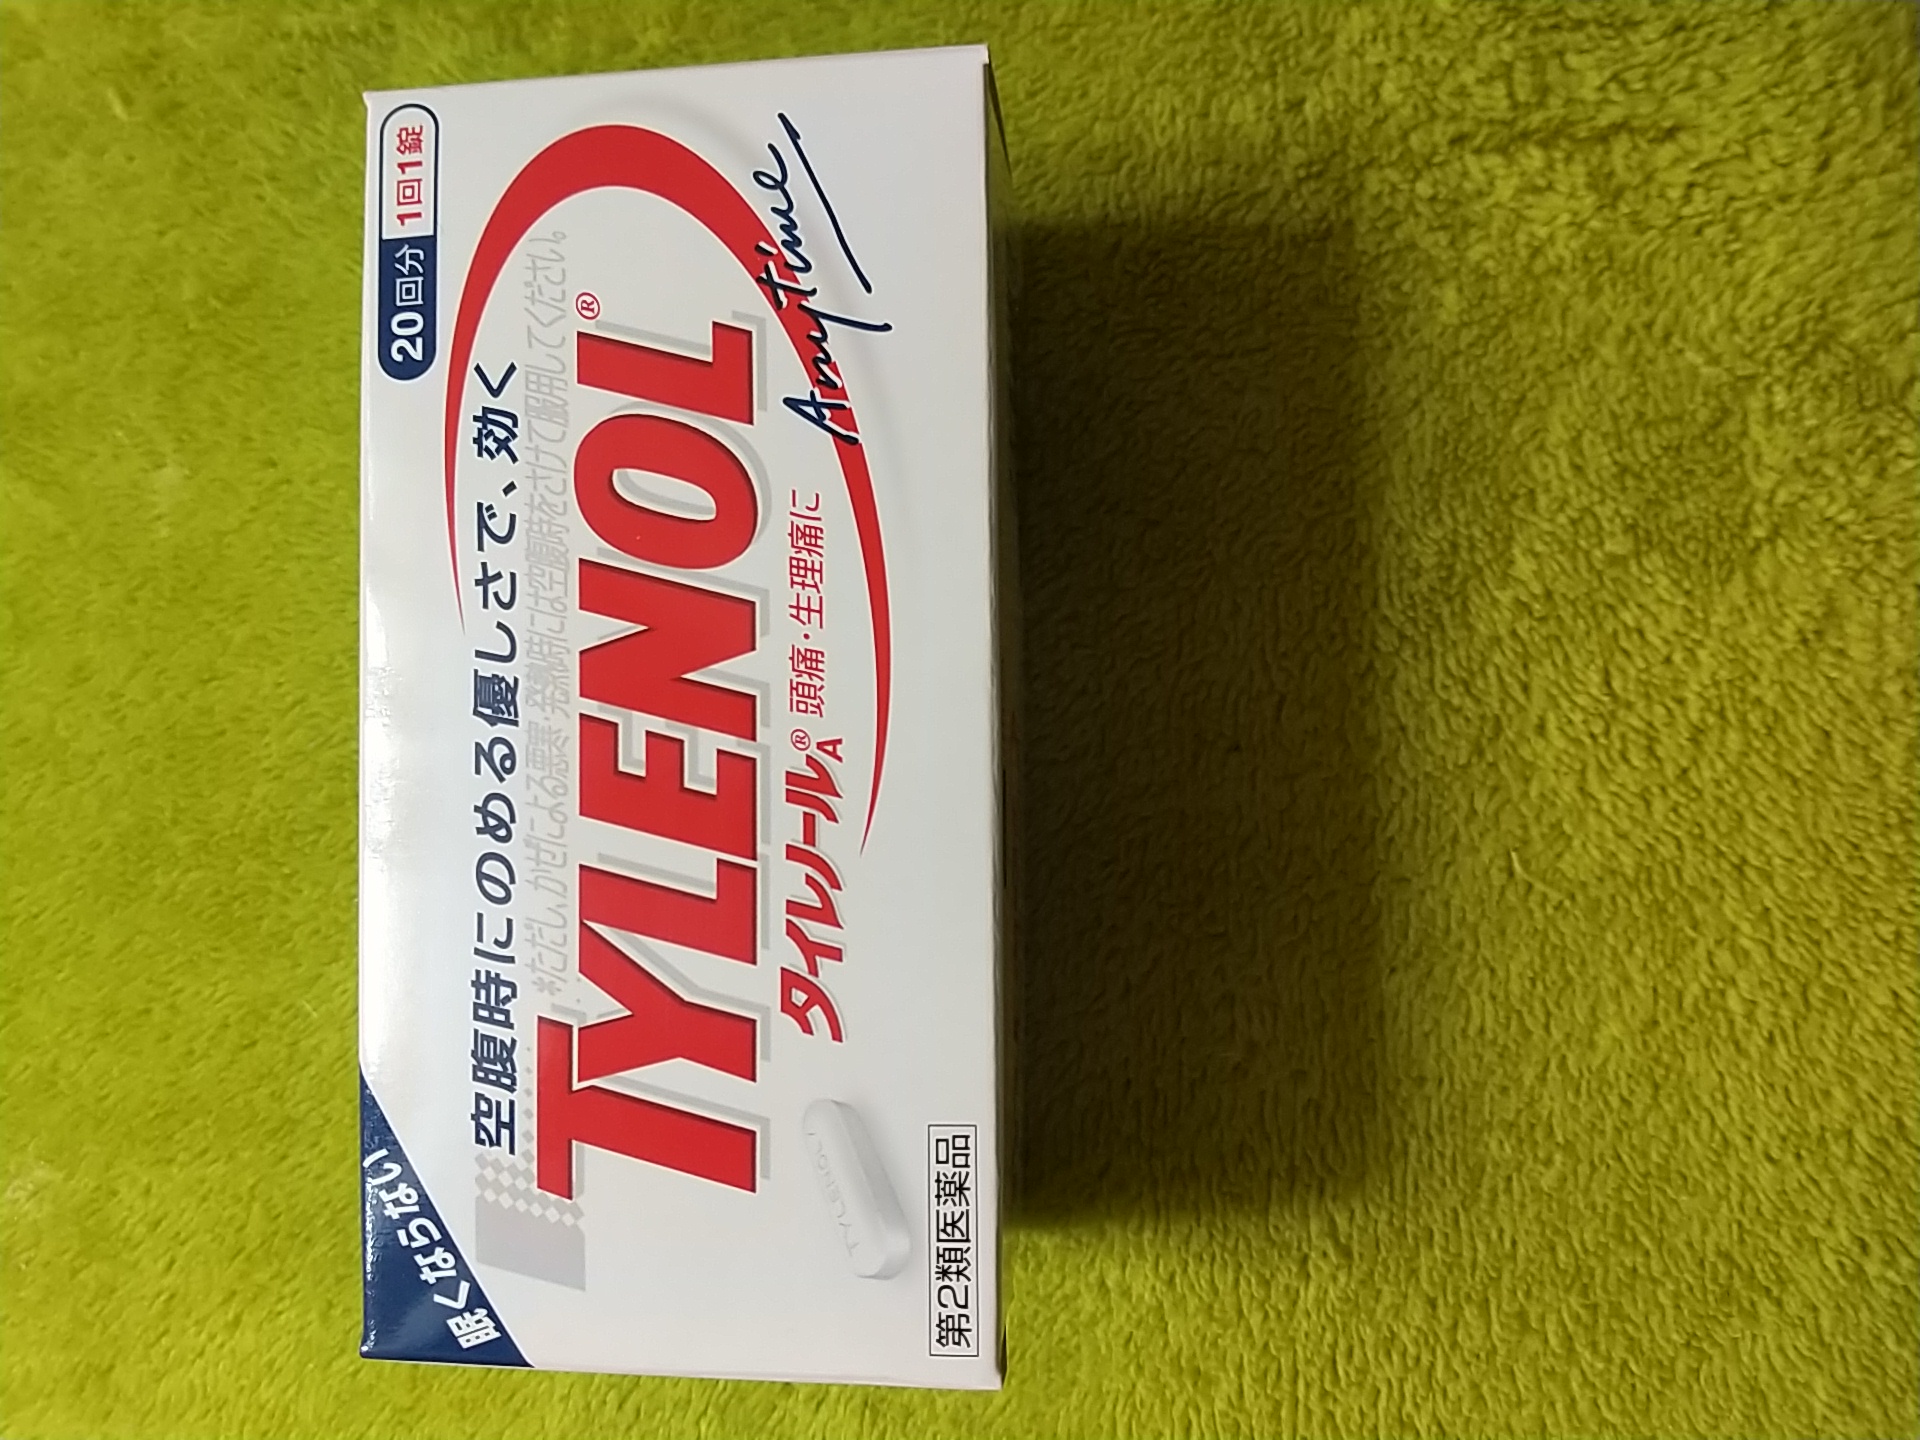 眠くならない
20回分 1回1錠
空腹時にのめる優しさで、効く
*ただし、かぜによる悪寒・発熱時には空腹時をさけて服用してください。
TYLENOL®
Anytime
タイレノール®A 頭痛・生理痛に
TYLENOL
第2類医薬品